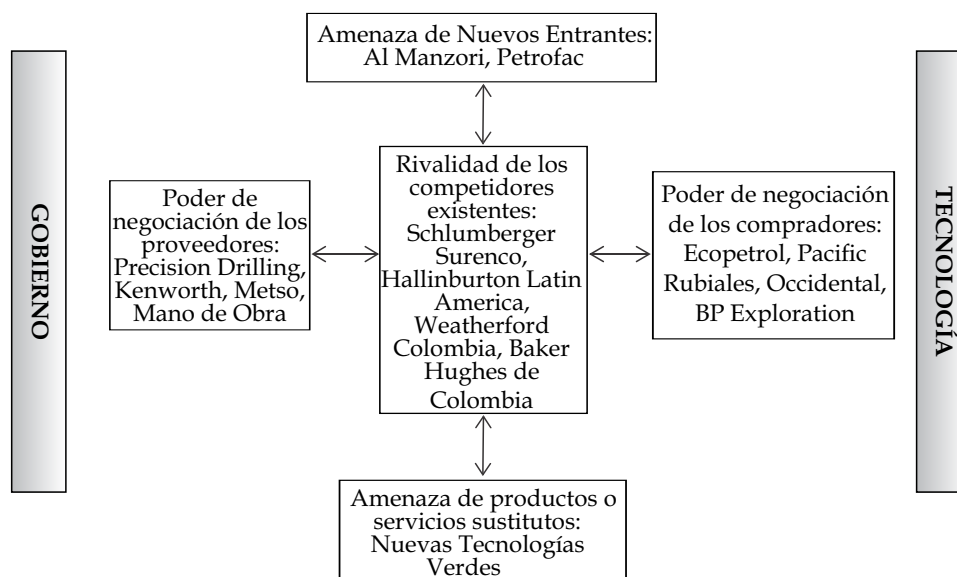 Amenaza de Nuevos Entrantes:
Al Manzori, Petrofac
GOBIERNO
Poder de
negociación de los
proveedores:
Precision Drilling,
Kenworth, Metso,
Mano de Obra
Rivalidad de los
competidores
existentes:
Schlumberger
Surenco,
Hallinburton Latin
America,
Weatherford
Colombia, Baker
Hughes de
Colombia
Poder de negociación
de los compradores:
Ecopetrol, Pacific
Rubiales, Occidental,
BP Exploration
TECNOLOGÍA
Amenaza de productos o
servicios sustitutos:
Nuevas Tecnologías
Verdes